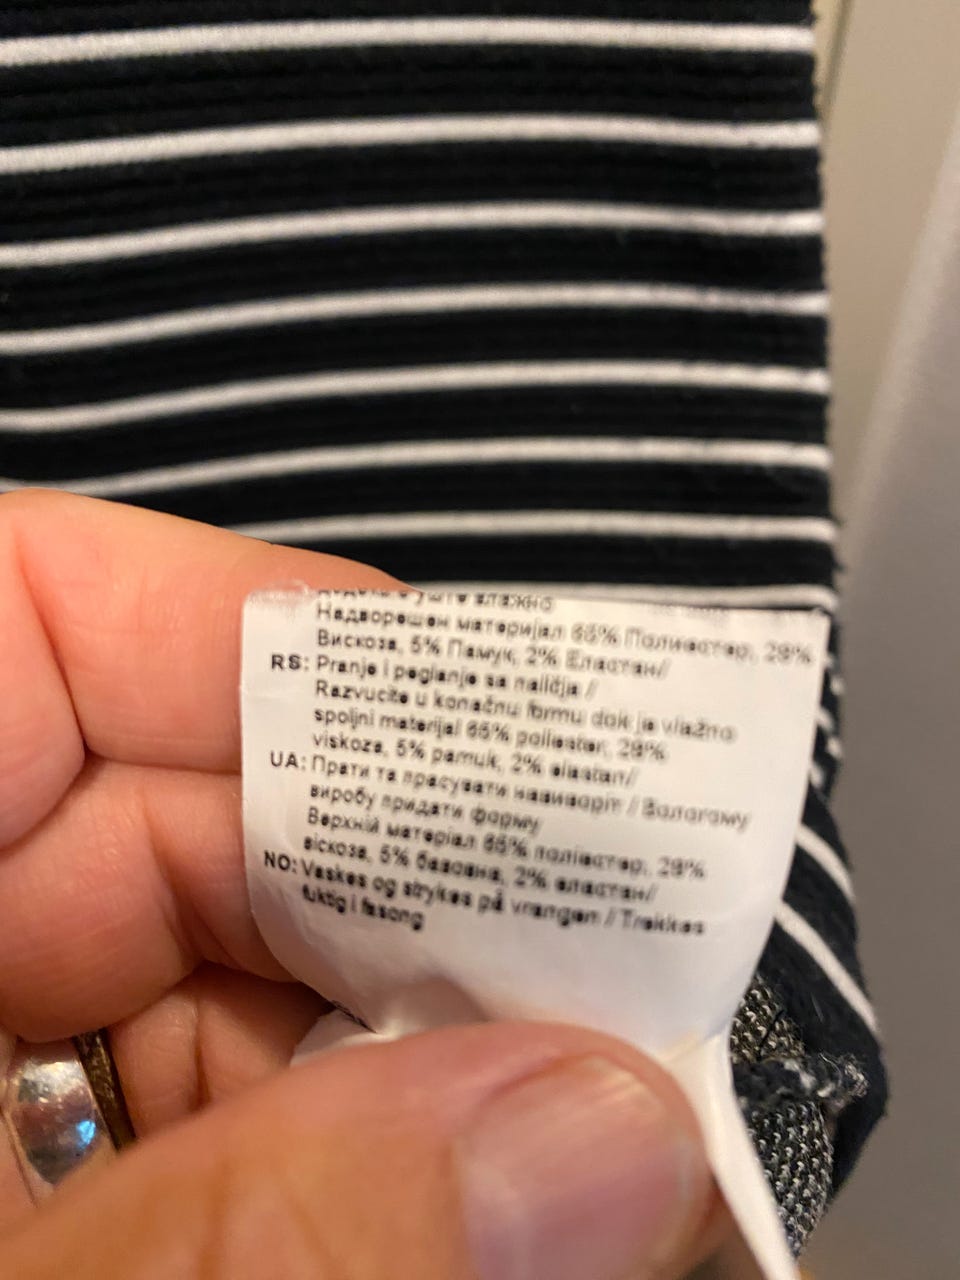 уште влажно
Надворешен материјал 65% Полиестер, 28%
Вискоза, 5% Памук, 2% Еластан/
RS: Pranje i peglanje sa naličja //
Razvucite u konačnu formu dok je vlažno
spoljni materijal 65% poliester, 28%
viskoza, 5% pamuk, 2% elastan//
UA: Прати та прасувати навиворіт / Вологому
виробу придати форму
Верхній матеріал 65% поліестер, 28%
віскоза, 5% бавовна, 2% еластан/
NO: Vaskes og strykes på vrangen // Trekkes
fuktig i fasong